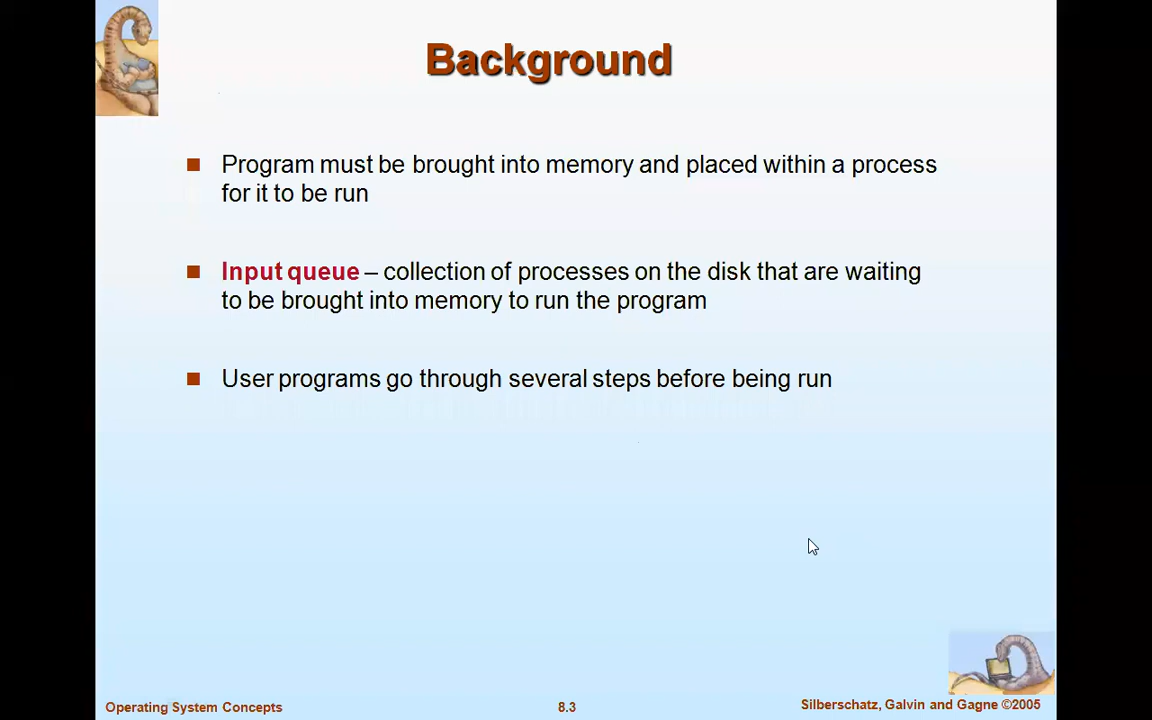 Background
Program must be brought into memory and placed within a process
for it to be run
Input queue – collection of processes on the disk that are waiting
to be brought into memory to run the program
User programs go through several steps before being run
Operating System Concepts
8.3
Silberschatz, Galvin and Gagne ©2005